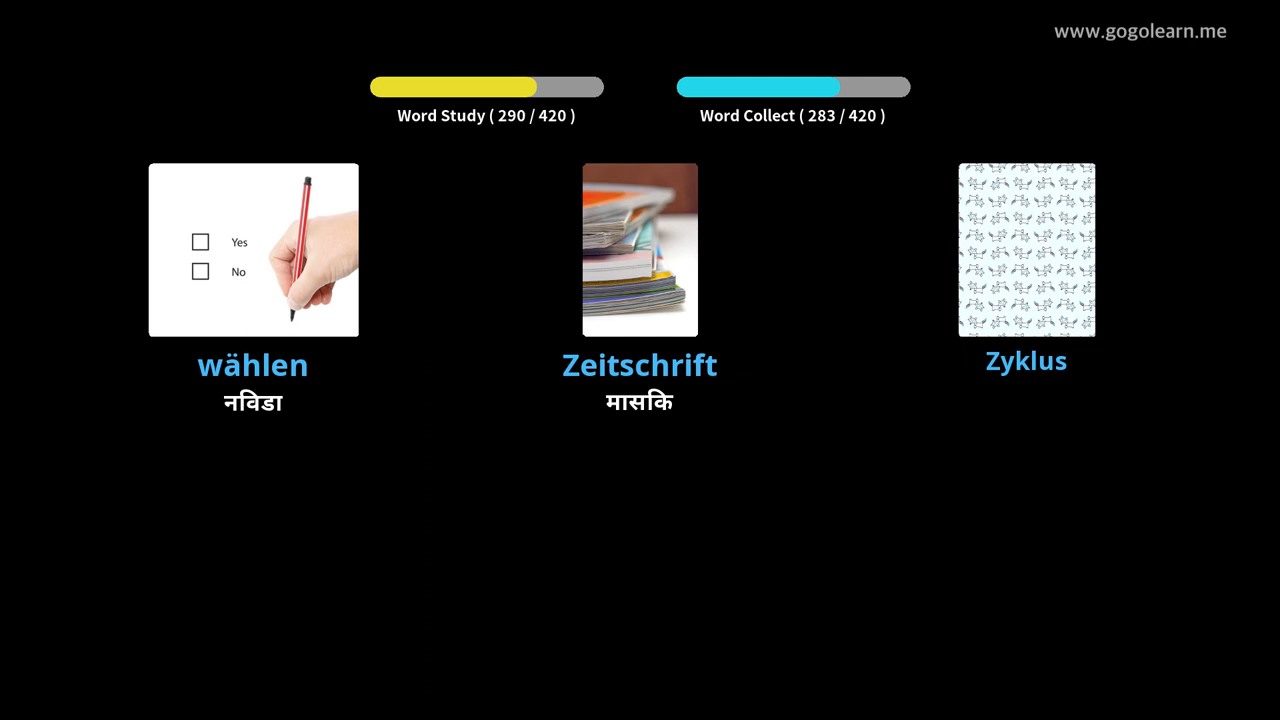 www.gogolearn.me
Word Study ( 290 / 420 )
Word Collect ( 283 / 420 )
Yes
No
wählen
Zeitschrift
Zyklus
नविडा
मासकि